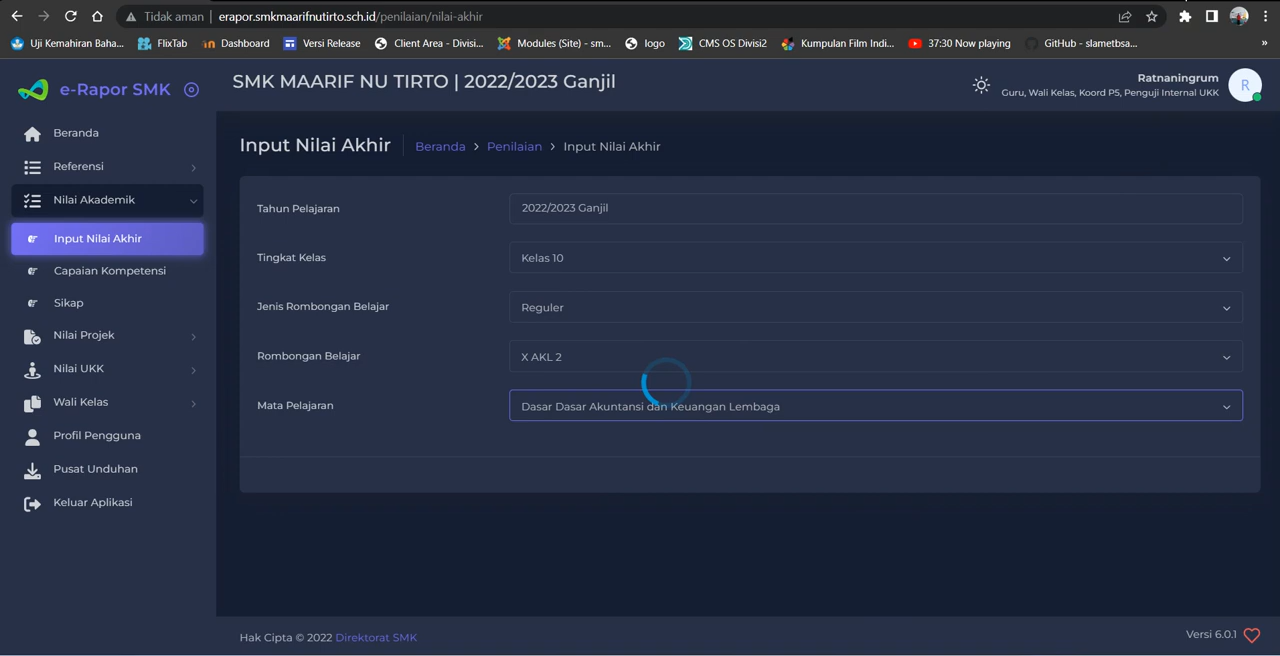 Tidak aman | erapor.smkmaarifnutirto.sch.id/penilaian/nilai-akhir
Uji Kemahiran Baha... FlixTab Dashboard Versi Release Client Area - Divisi... Modules (Site) - sm... logo CMS OS Divisi2 Kumpulan Film Indi... 37:30 Now playing GitHub - slametbsa... »
e-Rapor SMK
SMK MAARIF NU TIRTO | 2022/2023 Ganjil
Ratnaningrum
Guru, Wali Kelas, Koord P5, Penguji Internal UKK
R
Beranda
Referensi
Nilai Akademik
Input Nilai Akhir
Capaian Kompetensi
Sikap
Nilai Projek
Nilai UKK
Wali Kelas
Profil Pengguna
Pusat Unduhan
Keluar Aplikasi
Input Nilai Akhir Beranda > Penilaian > Input Nilai Akhir
Tahun Pelajaran 2022/2023 Ganjil
Tingkat Kelas Kelas 10
Jenis Rombongan Belajar Reguler
Rombongan Belajar X AKL 2
Mata Pelajaran Dasar Dasar Akuntansi dan Keuangan Lembaga
Hak Cipta © 2022 Direktorat SMK
Versi 6.0.1